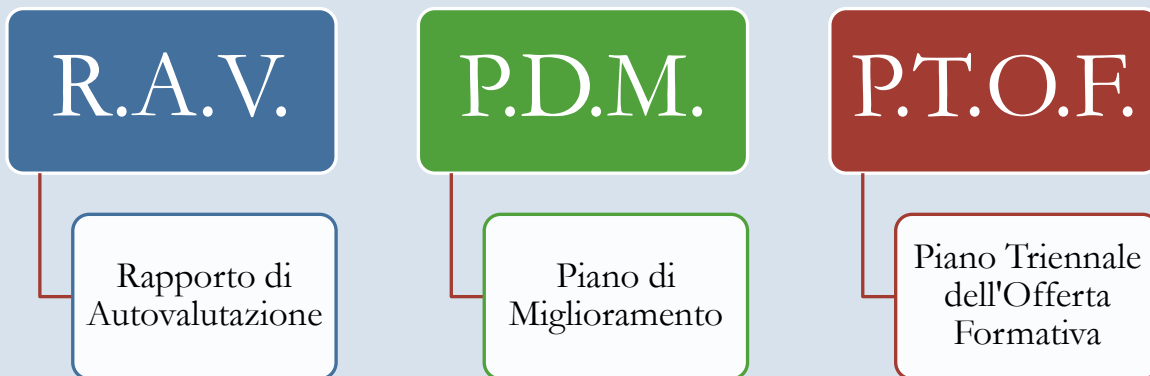 R.A.V.
Rapporto di
Autovalutazione
P.D.M.
Piano di
Miglioramento
P.T.O.F.
Piano Triennale
dell'Offerta
Formativa